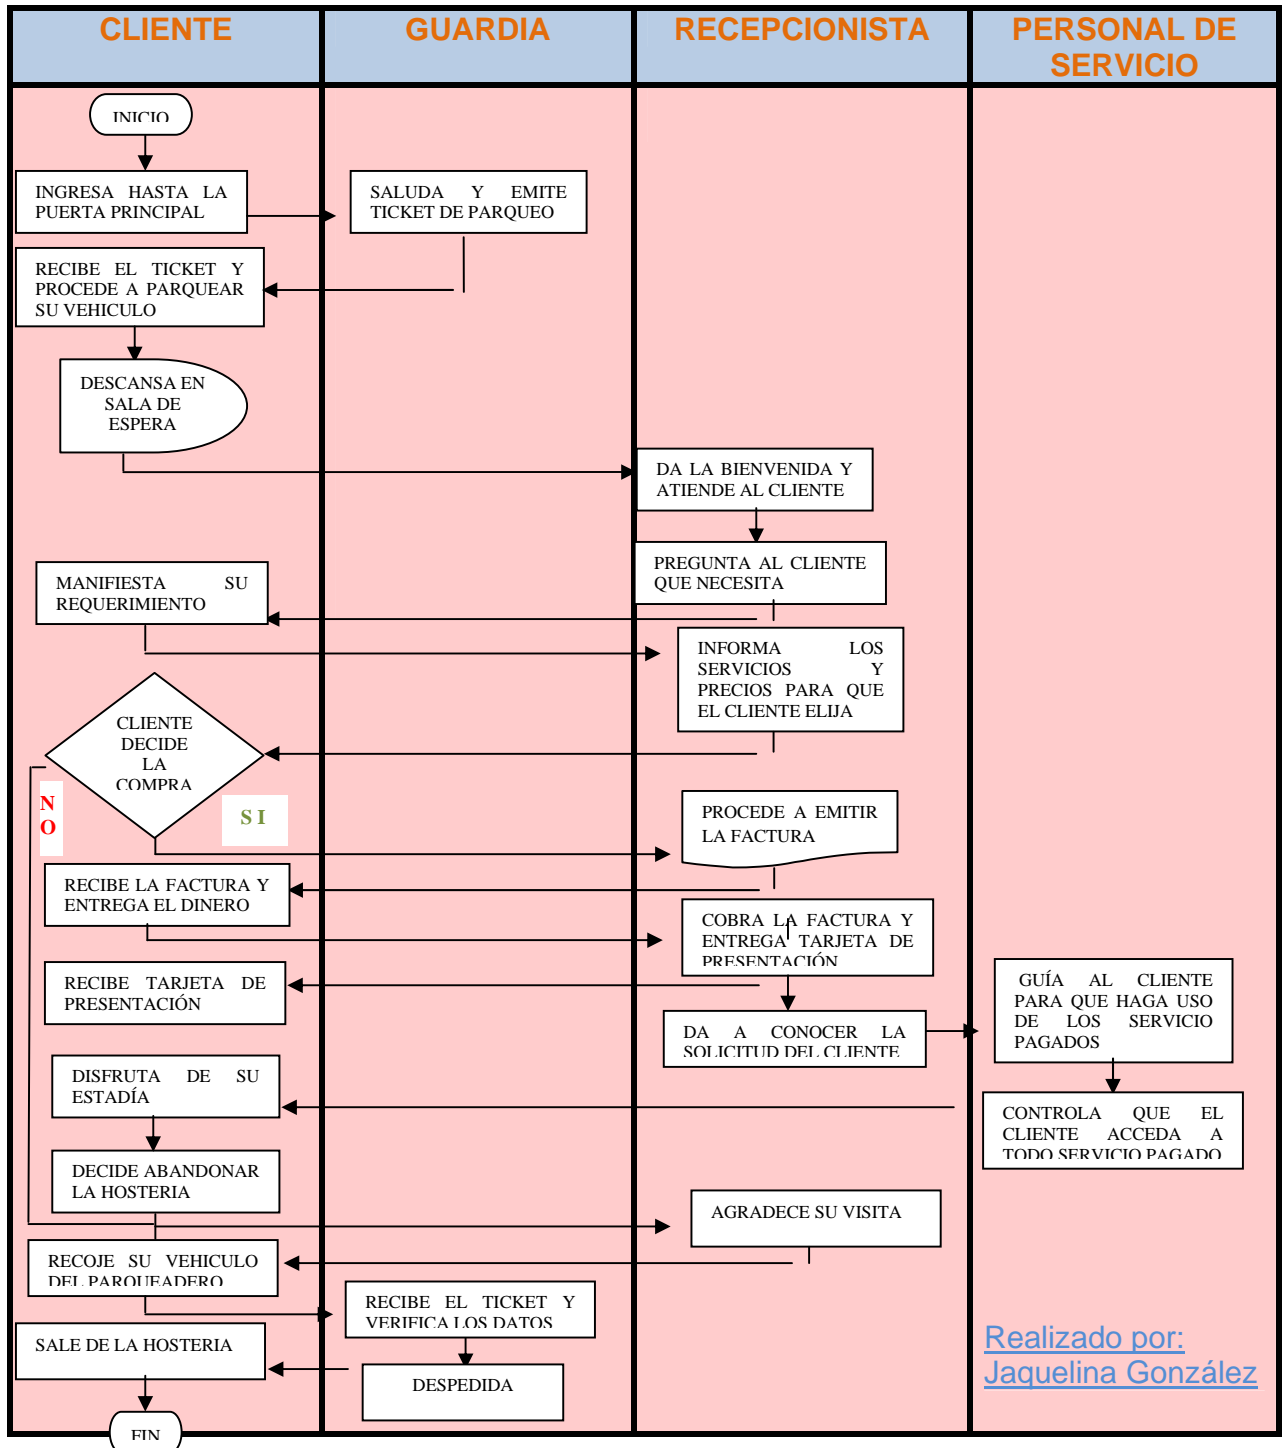 CLIENTE
GUARDIA
RECEPCIONISTA
PERSONAL DE
SERVICIO
INICIO
INGRESA HASTA LA
PUERTA PRINCIPAL
SALUDA Y EMITE
TICKET DE PARQUEO
RECIBE EL TICKET Y
PROCEDE A PARQUEAR
SU VEHICULO
DESCANSA EN
SALA DE
ESPERA
DA LA BIENVENIDA Y
ATIENDE AL CLIENTE
PREGUNTA AL CLIENTE
QUE NECESITA
MANIFIESTA SU
REQUERIMIENTO
INFORMA LOS
SERVICIOS Y
PRECIOS PARA QUE
EL CLIENTE ELIJA
CLIENTE
DECIDE
LA
COMPRA
N
O
S I
PROCEDE A EMITIR
LA FACTURA
RECIBE LA FACTURA Y
ENTREGA EL DINERO
COBRA LA FACTURA Y
ENTREGA TARJETA DE
PRESENTACIÓN
RECIBE TARJETA DE
PRESENTACIÓN
DA A CONOCER LA
SOLICITUD DEL CLIENTE
GUÍA AL CLIENTE
PARA QUE HAGA USO
DE LOS SERVICIO
PAGADOS
DISFRUTA DE SU
ESTADÍA
CONTROLA QUE EL
CLIENTE ACCEDA A
TODO SERVICIO PAGADO
DECIDE ABANDONAR
LA HOSTERIA
AGRADECE SU VISITA
RECOJE SU VEHICULO
DEL PARQUEADERO
RECIBE EL TICKET Y
VERIFICA LOS DATOS
SALE DE LA HOSTERIA
DESPEDIDA
FIN
Realizado por:
Jaquelina González